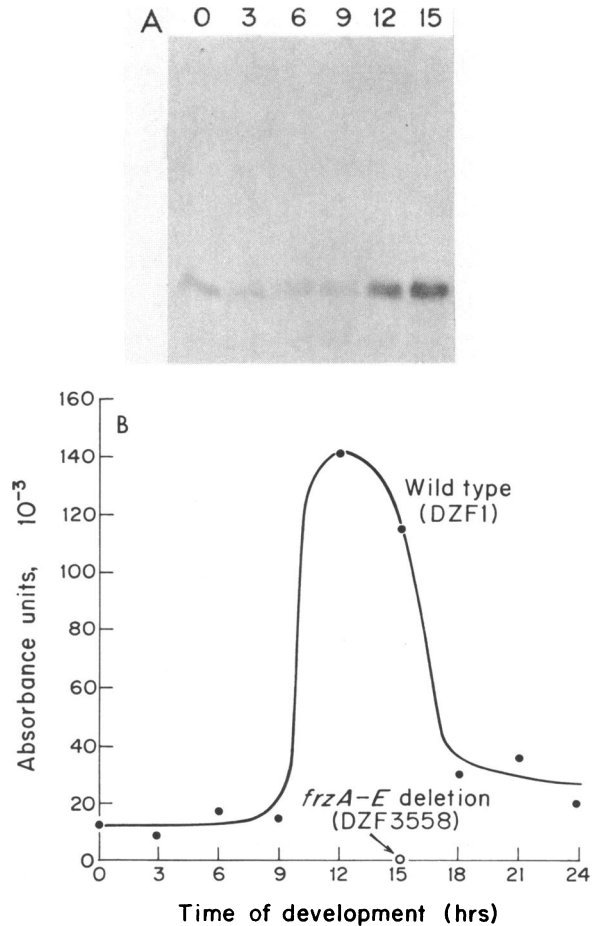 A 0 3 6 9 12 15
160
B
140
Wild type
(DZF1)
120
100
80
60
40
20
0
Absorbance units, 10⁻³
frzA-E deletion
(DZF3558)
0 3 6 9 12 15 18 21 24
Time of development (hrs)